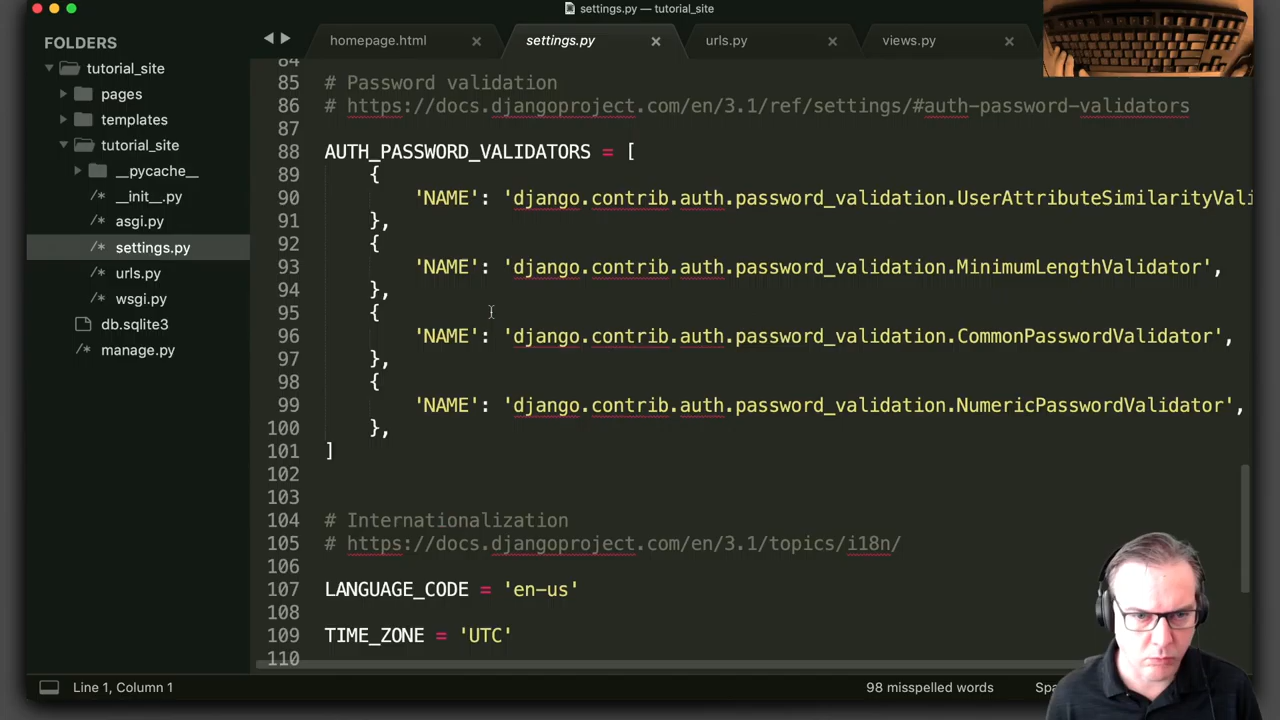 settings.py — tutorial_site
FOLDERS
tutorial_site
pages
templates
tutorial_site
__pycache__
/* __init__.py
/* asgi.py
/* settings.py
/* urls.py
/* wsgi.py
db.sqlite3
manage.py
homepage.html
settings.py
urls.py
views.py
84
85 # Password validation
86 # https://docs.djangoproject.com/en/3.1/ref/settings/#auth-password-validators
87
88 AUTH_PASSWORD_VALIDATORS = [
89 {
90 'NAME': 'django.contrib.auth.password_validation.UserAttributeSimilarityVali
91 },
92 {
93 'NAME': 'django.contrib.auth.password_validation.MinimumLengthValidator',
94 },
95 {
96 'NAME': 'django.contrib.auth.password_validation.CommonPasswordValidator',
97 },
98 {
99 'NAME': 'django.contrib.auth.password_validation.NumericPasswordValidator',
100 },
101 ]
102
103
104 # Internationalization
105 # https://docs.djangoproject.com/en/3.1/topics/i18n/
106
107 LANGUAGE_CODE = 'en-us'
108
109 TIME_ZONE = 'UTC'
110
Line 1, Column 1
98 misspelled words
Spa